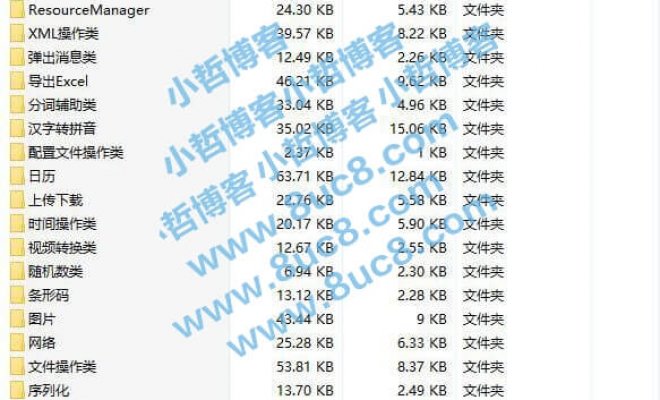 ResourceManager 24.30 KB 5.43 KB 文件夹
XML操作类 39.57 KB 8.22 KB 文件夹
弹出消息类 12.49 KB 2.26 KB 文件夹
导出Excel 46.21 KB 9.62 KB 文件夹
分词辅助类 33.04 KB 4.96 KB 文件夹
汉字转拼音 35.02 KB 15.06 KB 文件夹
配置文件操作类 2.37 KB 1 KB 文件夹
日历 63.71 KB 12.84 KB 文件夹
上传下载 22.76 KB 5.58 KB 文件夹
时间操作类 20.17 KB 5.90 KB 文件夹
视频转换类 12.67 KB 2.55 KB 文件夹
随机数类 6.94 KB 2.30 KB 文件夹
条形码 13.12 KB 2.28 KB 文件夹
图片 43.44 KB 9 KB 文件夹
网络 25.28 KB 6.33 KB 文件夹
文件操作类 53.81 KB 8.37 KB 文件夹
序列化 13.70 KB 2.49 KB 文件夹
小哲博客小哲博客
小哲博客小哲博客
小哲博客 www.8uc8.com
www.8uc8.com
www.8uc8.com
www.8uc8.com